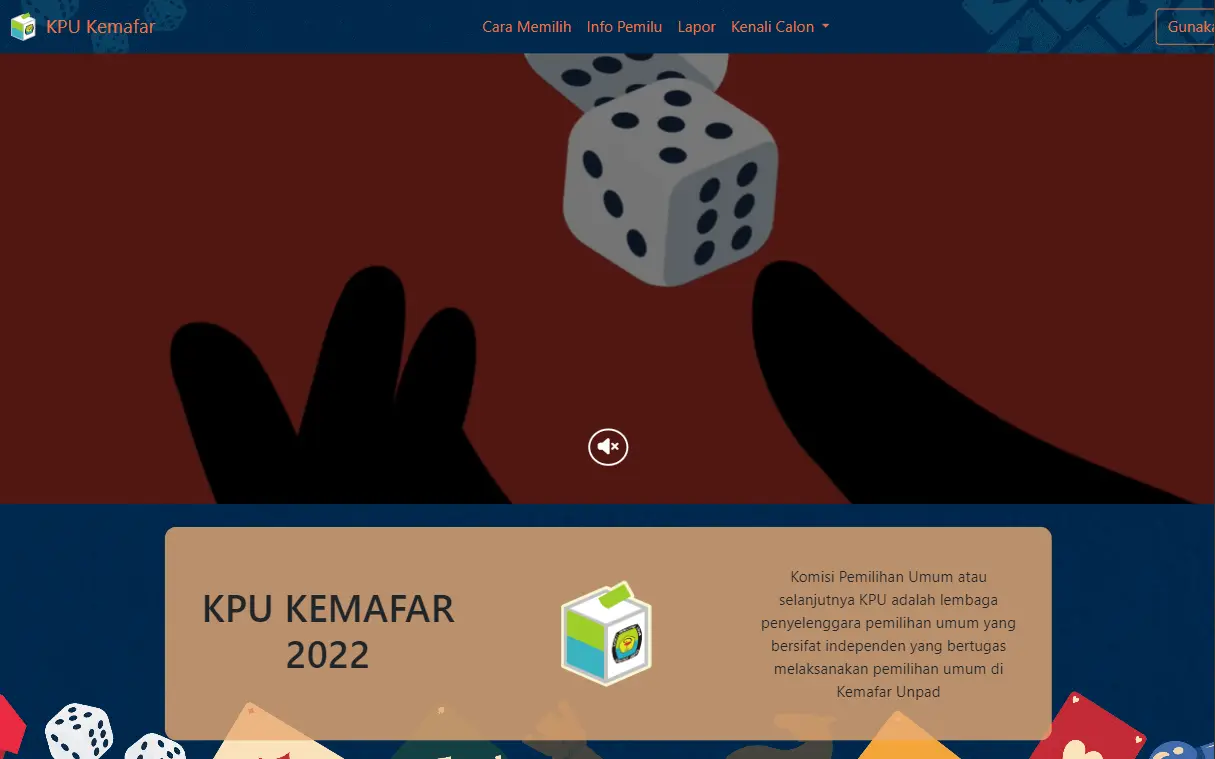 KPU Kemafar
Cara Memilih
Info Pemilu
Lapor
Kenali Calon
KPU KEMAFAR
2022
Komisi Pemilihan Umum atau
selanjutnya KPU adalah lembaga
penyelenggara pemilihan umum yang
bersifat independen yang bertugas
melaksanakan pemilihan umum di
Kemafar Unpad